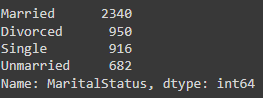 Married      2340
Divorced      950
Single        916
Unmarried     682
Name: MaritalStatus, dtype: int64